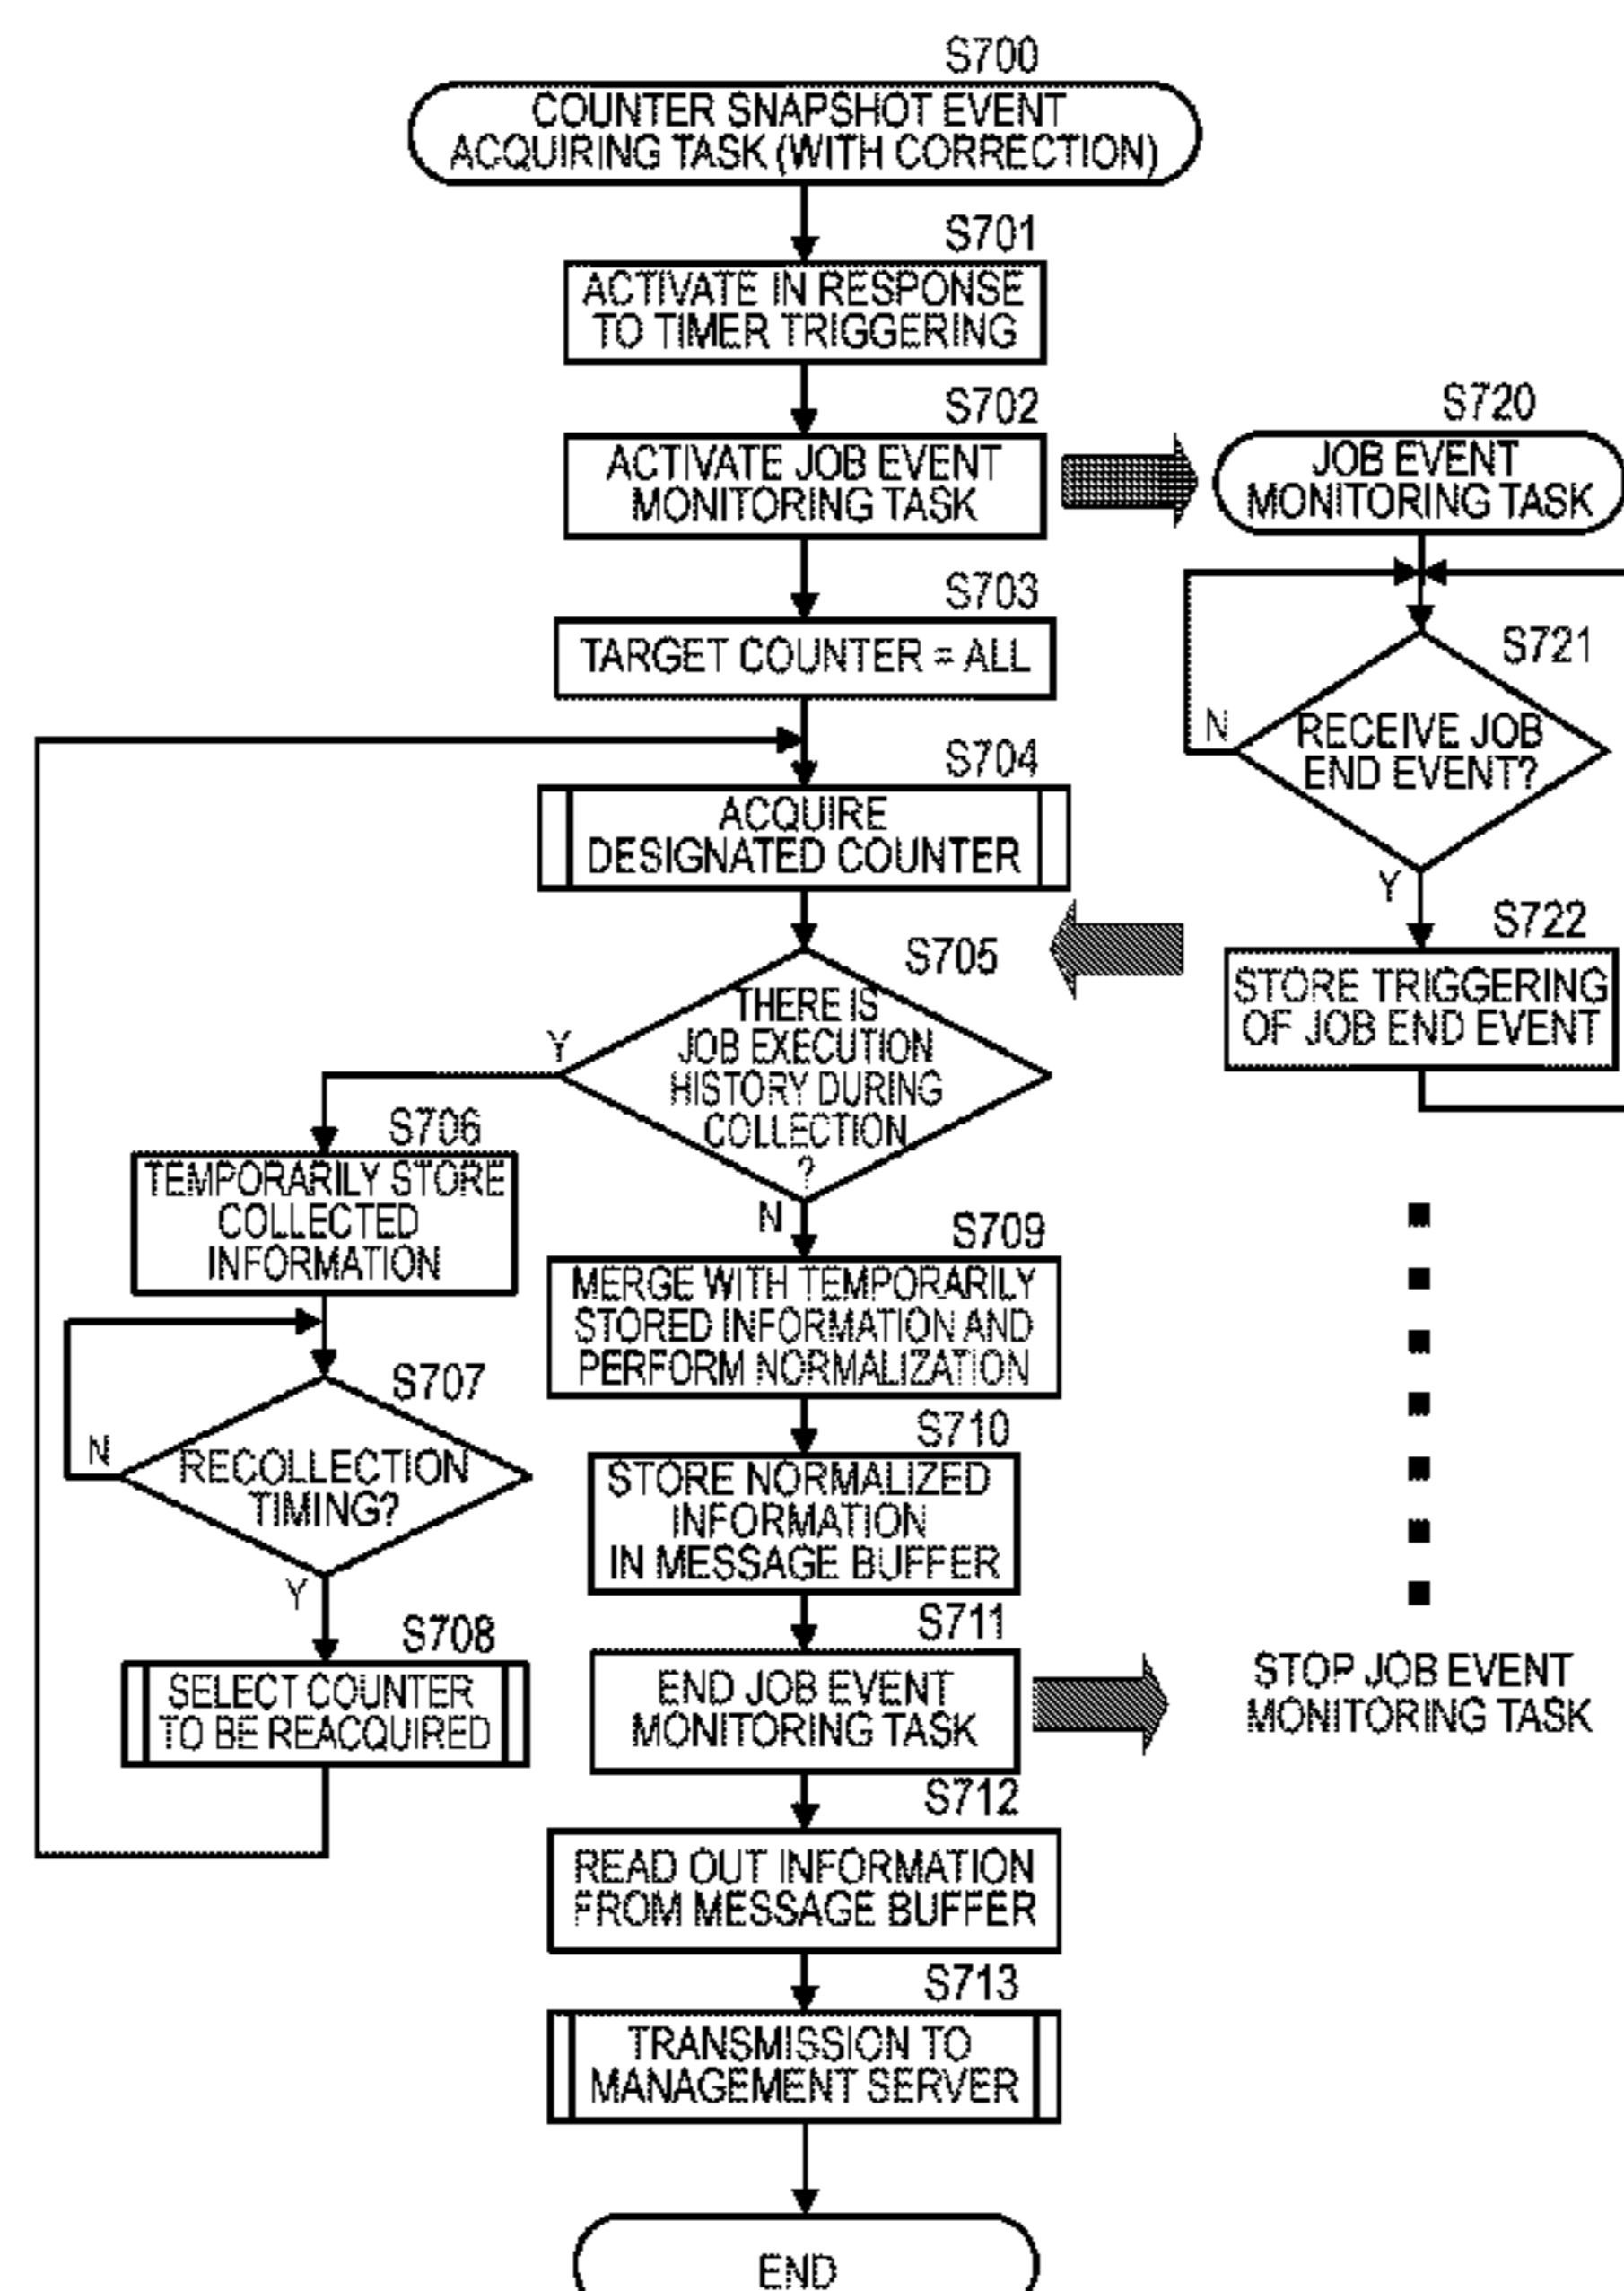 S700
COUNTER SNAPSHOT EVENT
ACQUIRING TASK (WITH CORRECTION)
S701
ACTIVATE IN RESPONSE
TO TIMER TRIGGERING
S702
ACTIVATE JOB EVENT
MONITORING TASK
S720
JOB EVENT
MONITORING TASK
S703
TARGET COUNTER = ALL
S721
RECEIVE JOB
END EVENT?
N
Y
S704
ACQUIRE
DESIGNATED COUNTER
S722
STORE TRIGGERING
OF JOB END EVENT
S705
THERE IS
JOB EXECUTION
HISTORY DURING
COLLECTION
?
Y
N
S706
TEMPORARILY STORE
COLLECTED
INFORMATION
S707
RECOLLECTION
TIMING?
N
Y
S708
SELECT COUNTER
TO BE REACQUIRED
S709
MERGE WITH TEMPORARILY
STORED INFORMATION AND
PERFORM NORMALIZATION
S710
STORE NORMALIZED
INFORMATION
IN MESSAGE BUFFER
S711
END JOB EVENT
MONITORING TASK
STOP JOB EVENT
MONITORING TASK
S712
READ OUT INFORMATION
FROM MESSAGE BUFFER
S713
TRANSMISSION TO
MANAGEMENT SERVER
END